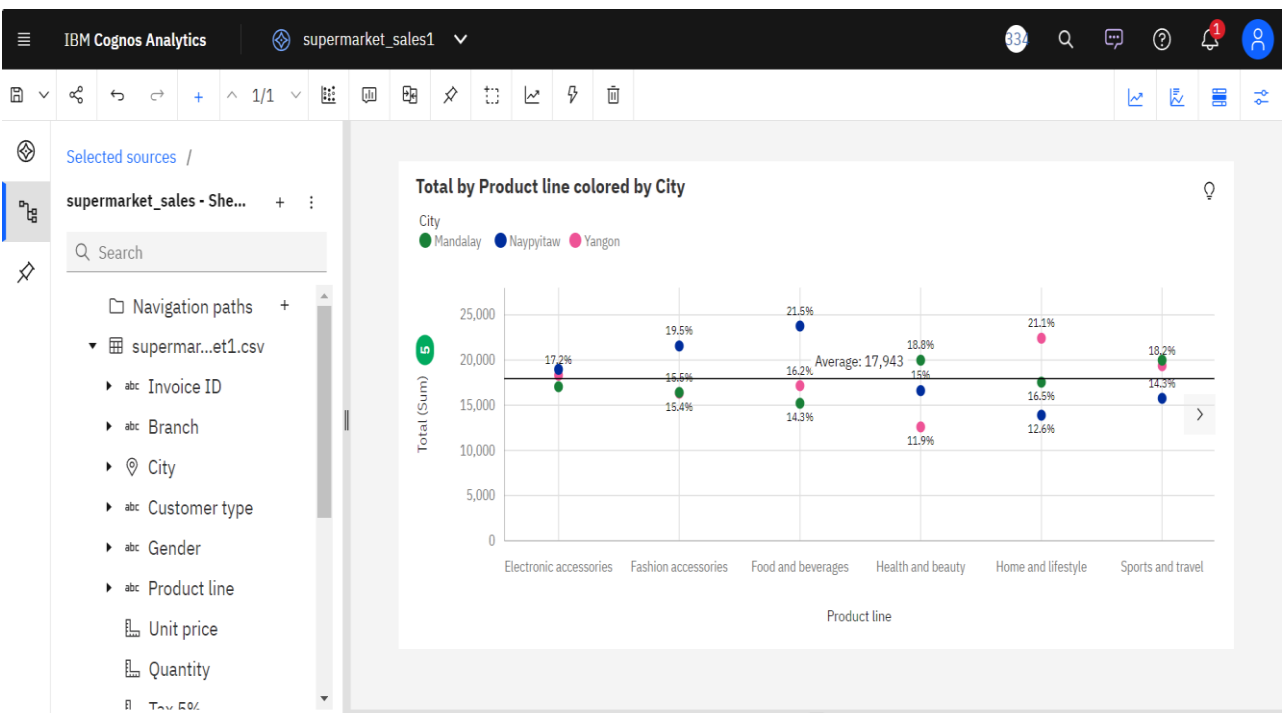 IBM Cognos Analytics
supermarket_sales1
334
1
1/1
Selected sources /
supermarket_sales - She...
Search
Navigation paths
supermar...et1.csv
abc Invoice ID
abc Branch
City
abc Customer type
abc Gender
abc Product line
Unit price
Quantity
Tax 5%
Total by Product line colored by City
City
Mandalay Naypyitaw Yangon
5
Total (Sum)
25,000
20,000
15,000
10,000
5,000
0
17.2%
19.5%
15.5%
15.4%
21.5%
16.2%
14.3%
Average: 17,943
18.8%
15%
11.9%
21.1%
16.5%
12.6%
18.2%
14.3%
Electronic accessories Fashion accessories Food and beverages Health and beauty Home and lifestyle Sports and travel
Product line